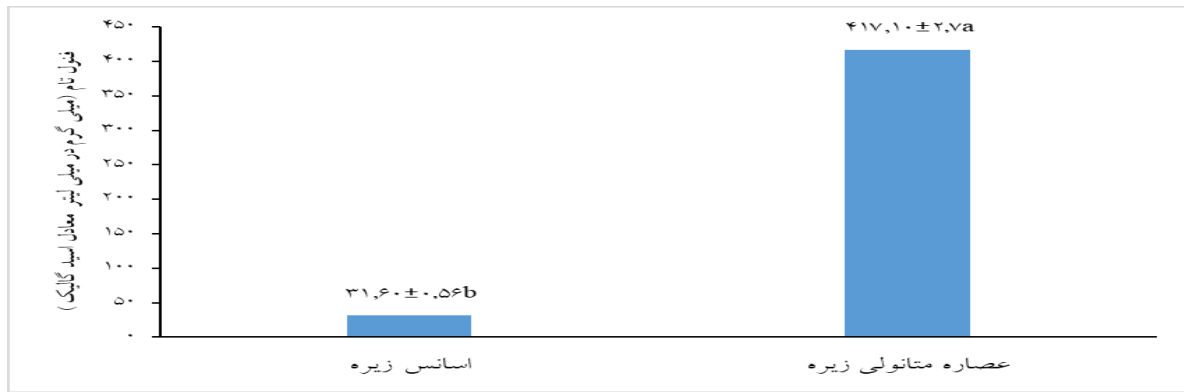 فنول تام (میلی گرم در میلی لیتر معادل اسید گالیک )
۴۵۰
۴۰۰
۳۵۰
۳۰۰
۲۵۰
۲۰۰
۱۵۰
۱۰۰
۵۰
۰
۳۱,۶۰±۰,۵۶b
۴۱۷,۱۰±۲,۷a
اسانس زیره
عصاره متانولی زیره